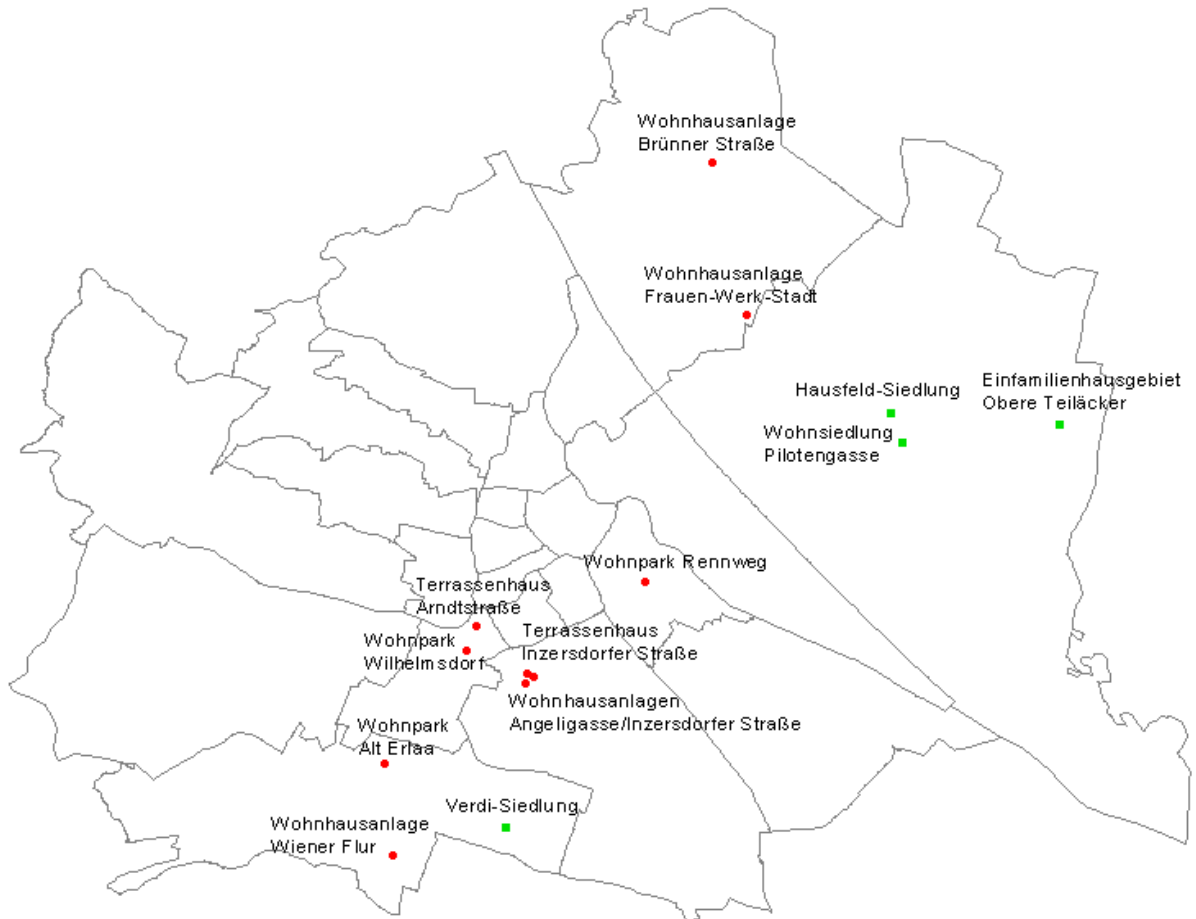 Wohnhausanlage
Brünner Straße
Wohnhausanlage
Frauen-Werk-Stadt
Hausfeld-Siedlung
Einfamilienhausgebiet
Obere Teiläcker
Wohnsiedlung
Pilotengasse
Wohnpark Rennweg
Terrassenhaus
Arndtstraße
Wohnpark
Wilhelmsdorf
Terrassenhaus
Inzersdorfer Straße
Wohnhausanlagen
Angeligasse/Inzersdorfer Straße
Wohnpark
Alt Erlaa
Verdi-Siedlung
Wohnhausanlage
Wiener Flur